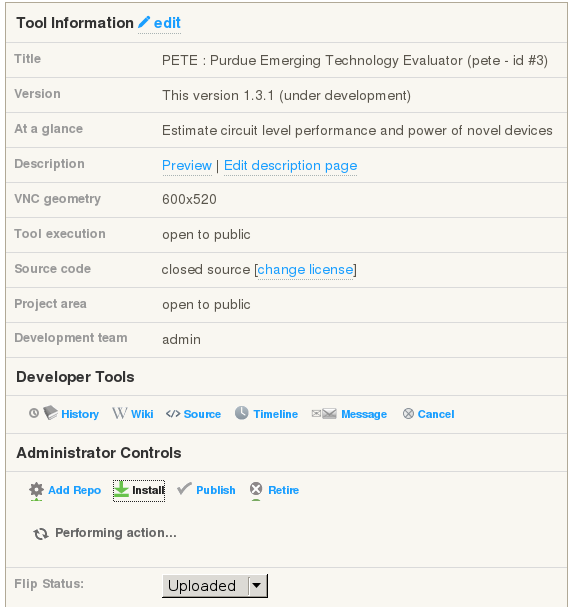 Tool Information edit
Title PETE : Purdue Emerging Technology Evaluator (pete - id #3)
Version This version 1.3.1 (under development)
At a glance Estimate circuit level performance and power of novel devices
Description Preview | Edit description page
VNC geometry 600x520
Tool execution open to public
Source code closed source [change license]
Project area open to public
Development team admin
Developer Tools
History W Wiki </> Source Timeline Message Cancel
Administrator Controls
Add Repo Install Publish Retire
Performing action...
Flip Status: Uploaded